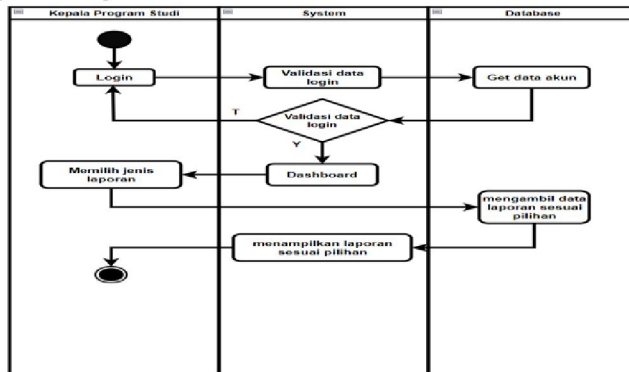 Kepala Program Studi
System
Database
Login
Validasi data
login
Get data akun
T
Validasi data
login
Y
Memilih jenis
laporan
Dashboard
mengambil data
laporan sesuai
pilihan
menampilkan laporan
sesuai pilihan